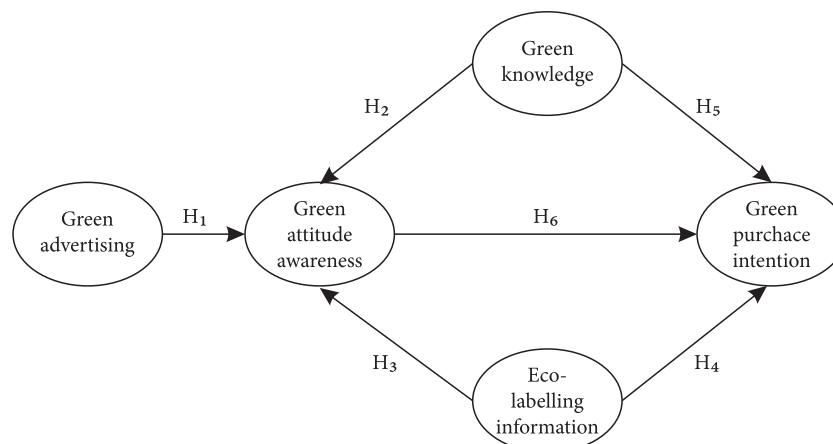 Green
knowledge
H2
H5
Green
advertising
H1
Green
attitude
awareness
H6
Green
purchace
intention
H3
H4
Eco-
labelling
information